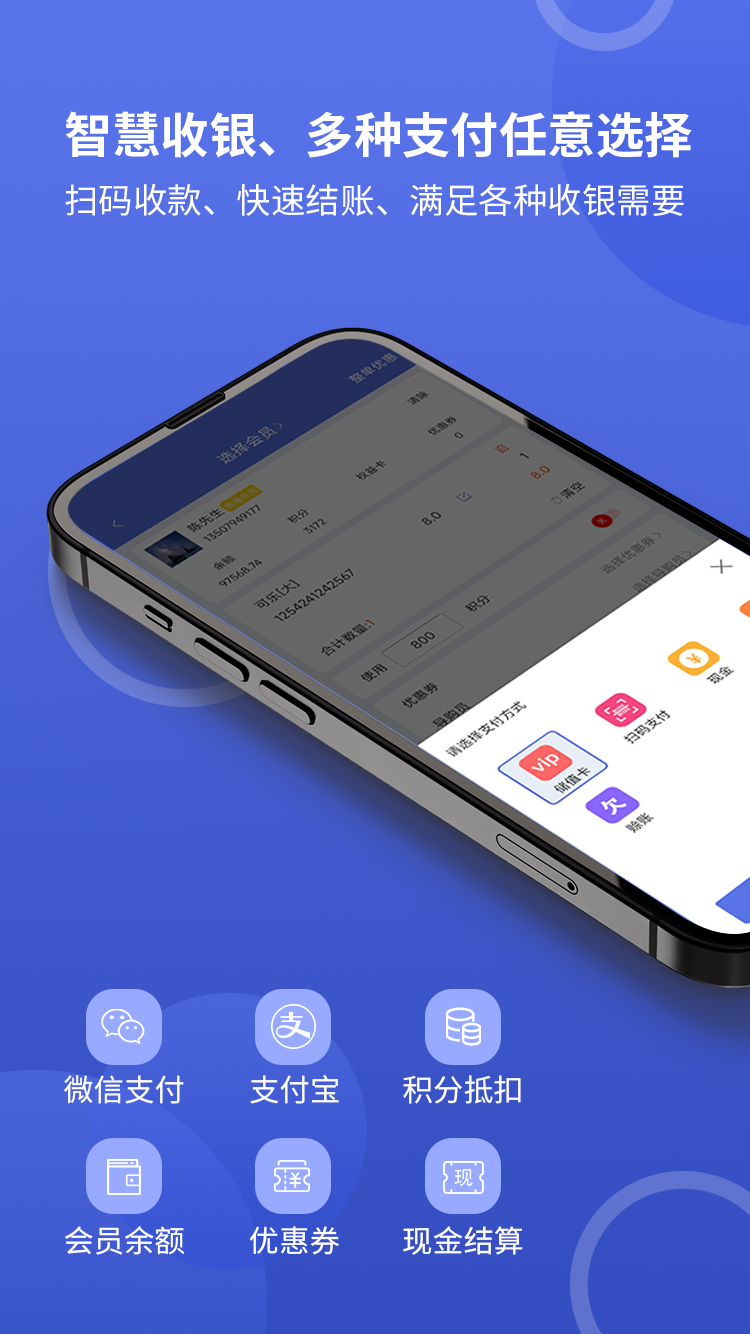 智慧收银、多种支付任意选择
扫码收款、快速结账、满足各种收银需要
整单优惠
选择会员
清除
陈先生
13507949177
权益卡
优惠券
0
积分
3172
余额
97568.74
可乐[大]
8.0
1
8.0
1254241242567
清空
合计数量:1
使用
800
积分
选择优惠券
优惠券
选择导购员
导购员
请选择支付方式
vip
储值卡
扫码支付
现金
欠
赊账
支
现
微信支付
支付宝
积分抵扣
会员余额
优惠券
现金结算